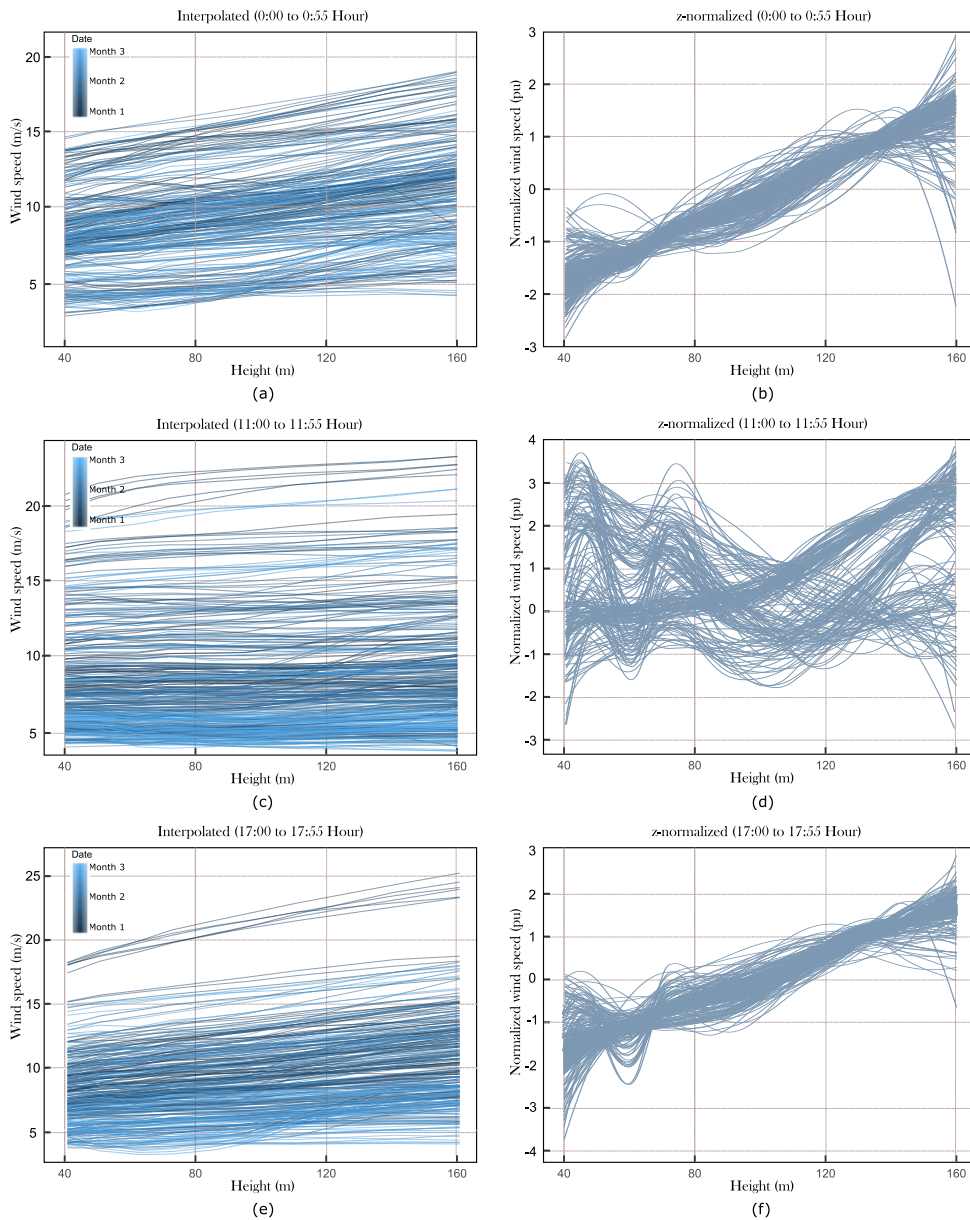 Interpolated (0:00 to 0:55 Hour)
Date
Month 3
Month 2
Month 1
20
15
10
5
Wind speed (m/s)
40 80 120 160
Height (m)
(a)
z-normalized (0:00 to 0:55 Hour)
3
2
1
0
-1
-2
-3
Normalized wind speed (pu)
40 80 120 160
Height (m)
(b)
Interpolated (11:00 to 11:55 Hour)
Date
Month 3
Month 2
Month 1
20
15
10
5
Wind speed (m/s)
40 80 120 160
Height (m)
(c)
z-normalized (11:00 to 11:55 Hour)
4
3
2
1
0
-1
-2
-3
Normalized wind speed (pu)
40 80 120 160
Height (m)
(d)
Interpolated (17:00 to 17:55 Hour)
Date
Month 3
Month 2
Month 1
25
20
15
10
5
Wind speed (m/s)
40 80 120 160
Height (m)
(e)
z-normalized (17:00 to 17:55 Hour)
3
2
1
0
-1
-2
-3
-4
Normalized wind speed (pu)
40 80 120 160
Height (m)
(f)